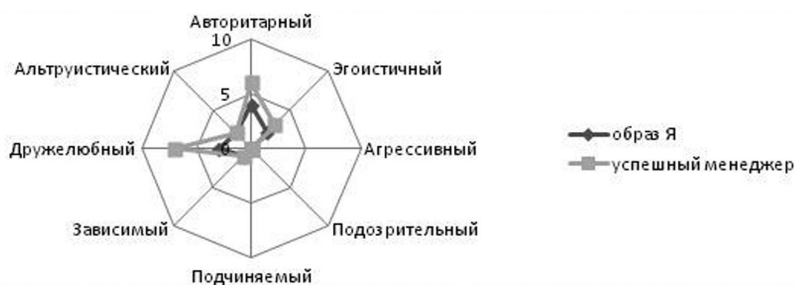 Авторитарный
10
Альтруистический
Эгоистичный
5
Дружелюбный
0
Агрессивный
образ Я
успешный менеджер
Зависимый
Подозрительный
Подчиняемый